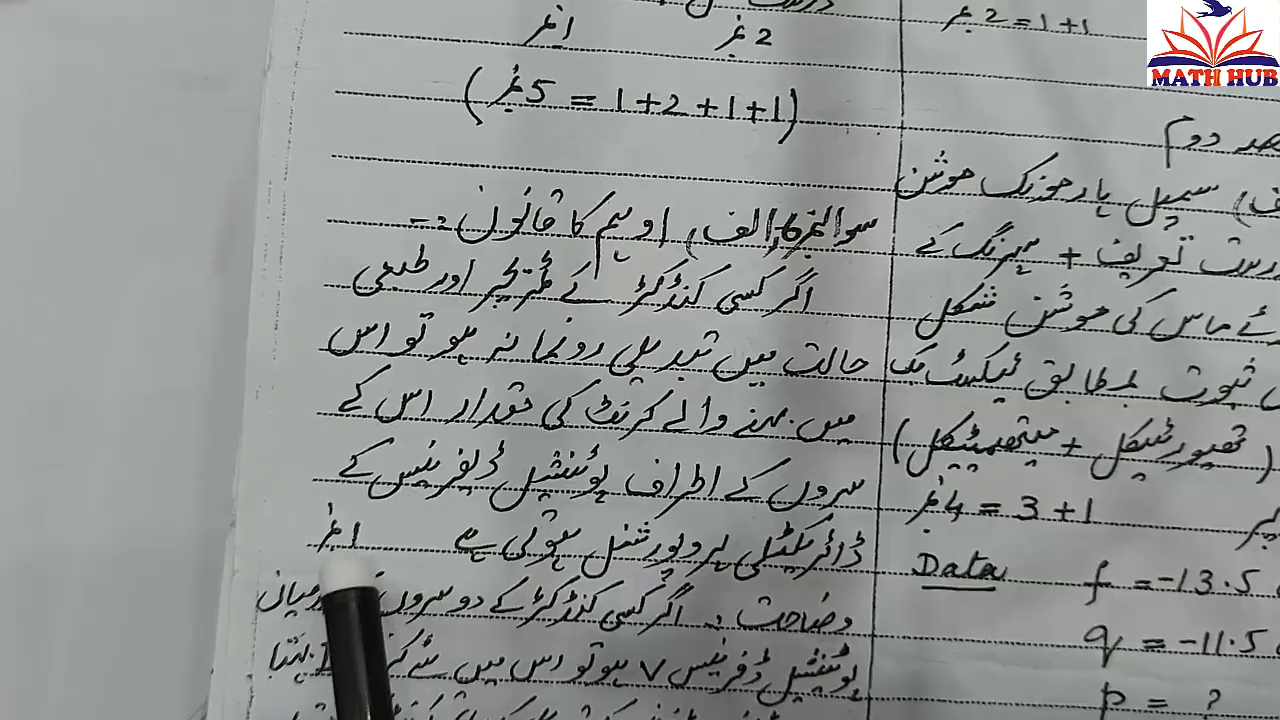 2=1+1 نمبر
MATH HUB
2 نمبر 1 نمبر
(5 نمبر = 1+2+1+1)
دوم
سمپل ہارمونک موشن
تعریف + سپرنگ کے
ماس کی موشن شکل
ثبوت بمطابق ٹیکسٹ بک
(تھیورٹیکل + میتھمیٹیکل)
4 نمبر = 3+1
Data f = -13.5
q = -11.5
p = ?
سوال نمبر 6 (الف) اوہم کا قانون :-
اگر کسی کنڈکٹر کے ٹمپریچر اور طبعی
حالت میں تبدیلی رونما نہ ہو تو اس
میں بہنے والے کرنٹ کی مقدار اس کے
سروں کے اطراف پوٹینشل ڈیفرینس کے
ڈائریکٹلی پروپورشنل ہوتی ہے 1 نمبر
وضاحت :- اگر کسی کنڈکٹر کے دو سروں
پوٹینشل ڈفرینس V ہو تو اس میں سے I بہتا